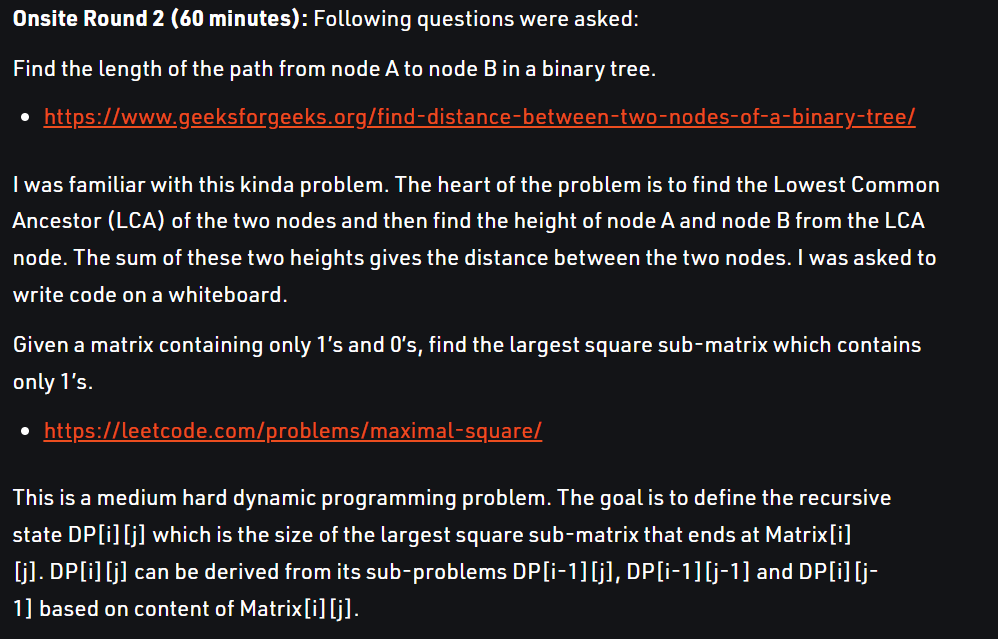 Onsite Round 2 (60 minutes): Following questions were asked:
Find the length of the path from node A to node B in a binary tree.
• https://www.geeksforgeeks.org/find-distance-between-two-nodes-of-a-binary-tree/
I was familiar with this kinda problem. The heart of the problem is to find the Lowest Common
Ancestor (LCA) of the two nodes and then find the height of node A and node B from the LCA
node. The sum of these two heights gives the distance between the two nodes. I was asked to
write code on a whiteboard.
Given a matrix containing only 1's and 0's, find the largest square sub-matrix which contains
only 1's.
• https://leetcode.com/problems/maximal-square/
This is a medium hard dynamic programming problem. The goal is to define the recursive
state DP[i][j] which is the size of the largest square sub-matrix that ends at Matrix[i]
[j]. DP[i][j] can be derived from its sub-problems DP[i-1][j], DP[i-1][j-1] and DP[i][j-
1] based on content of Matrix[i][j].